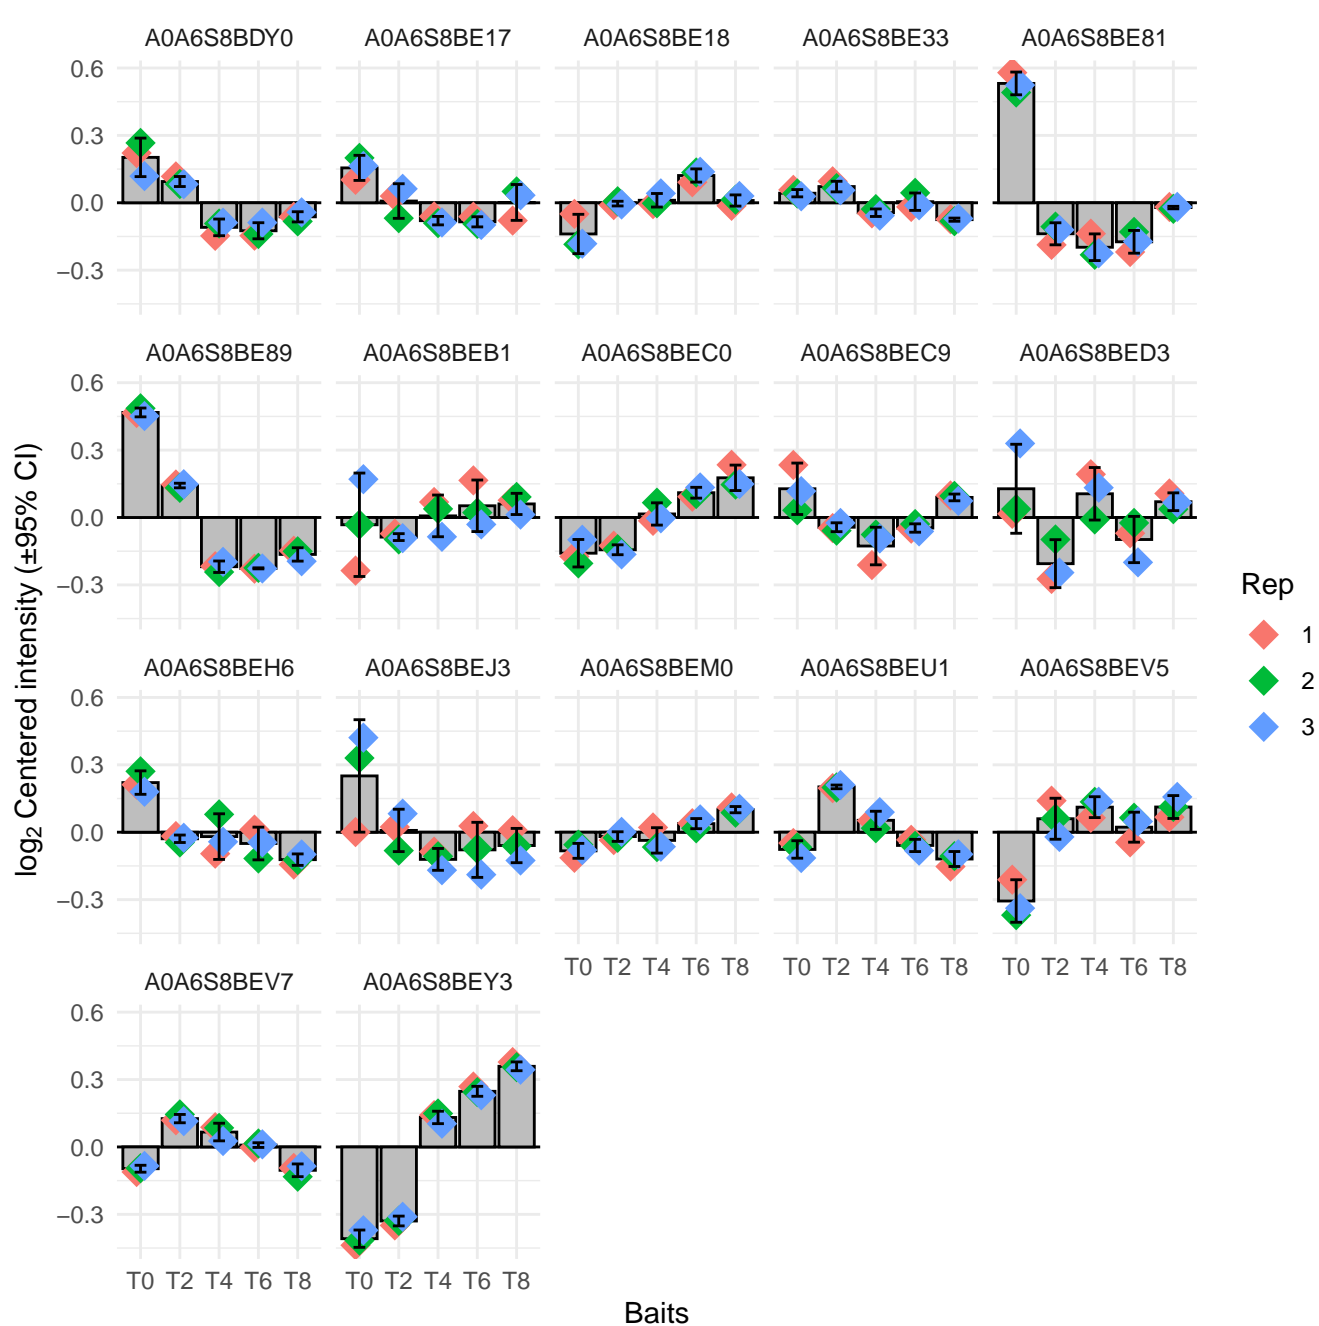 A0A6S8BDY0 A0A6S8BE17 A0A6S8BE18 A0A6S8BE33 A0A6S8BE81
0.6
0.3
0.0
−0.3
A0A6S8BE89 A0A6S8BEB1 A0A6S8BEC0 A0A6S8BEC9 A0A6S8BED3
0.6
0.3
0.0
−0.3
A0A6S8BEH6 A0A6S8BEJ3 A0A6S8BEM0 A0A6S8BEU1 A0A6S8BEV5
0.6
0.3
0.0
−0.3
T0 T2 T4 T6 T8 T0 T2 T4 T6 T8 T0 T2 T4 T6 T8
A0A6S8BEV7 A0A6S8BEY3
0.6
0.3
0.0
−0.3
T0 T2 T4 T6 T8 T0 T2 T4 T6 T8
Baits
log₂ Centered intensity (±95% CI)
Rep
1
2
3